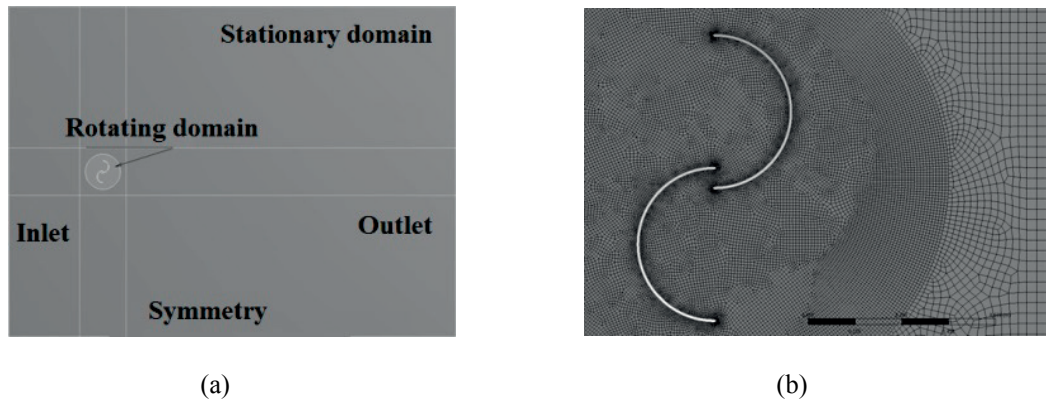 Stationary domain
Rotating domain
Inlet
Outlet
Symmetry
(a)
(b)